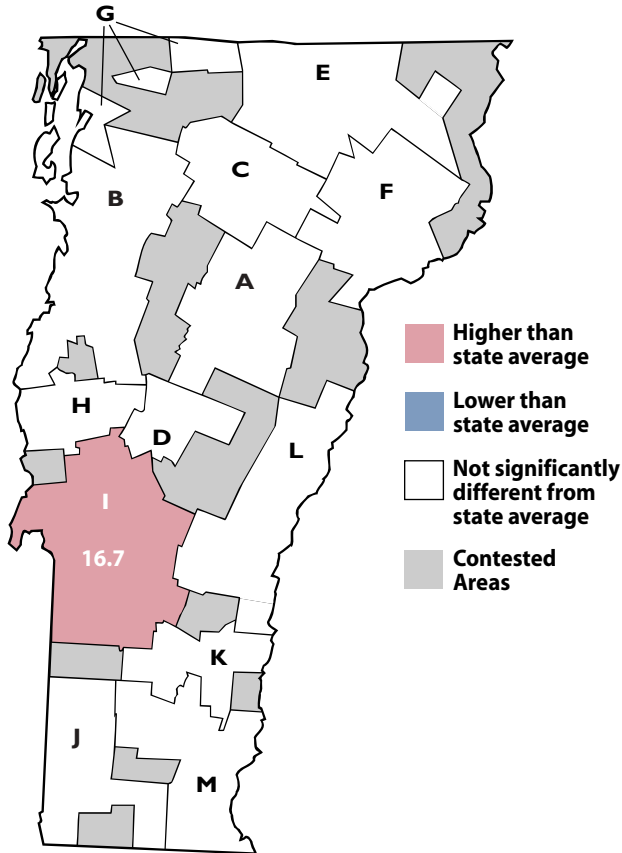 G
E
C
F
B
A
Higher than
state average
Lower than
state average
H
D
L
Not significantly
different from
state average
I
16.7
Contested
Areas
K
J
M